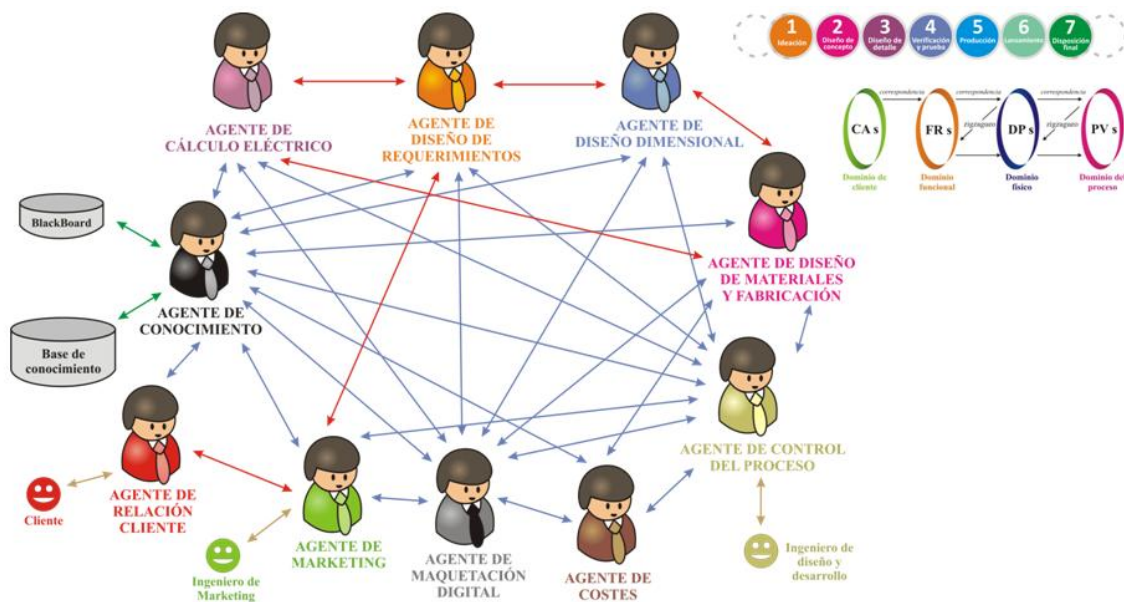 1
Ideación
2
Diseño de
concepto
3
Diseño de
detalle
4
Verificación
y prueba
5
Producción
6
Lanzamiento
7
Disposición
final
correspondencia
correspondencia
correspondencia
zigzagueo
zigzagueo
CA s
FR s
DP s
PV s
Dominio de
cliente
Dominio
funcional
Dominio
físico
Dominio del
proceso
AGENTE DE
CÁLCULO ELÉCTRICO
AGENTE DE
DISEÑO DE
REQUERIMIENTOS
AGENTE DE
DISEÑO DIMENSIONAL
BlackBoard
AGENTE DE DISEÑO
DE MATERIALES
Y FABRICACIÓN
AGENTE DE
CONOCIMIENTO
Base de
conocimiento
AGENTE DE CONTROL
DEL PROCESO
AGENTE DE
RELACIÓN
CLIENTE
Cliente
AGENTE DE
MARKETING
Ingeniero de
Marketing
AGENTE DE
MAQUETACIÓN
DIGITAL
AGENTE DE
COSTES
Ingeniero de
diseño y
desarrollo